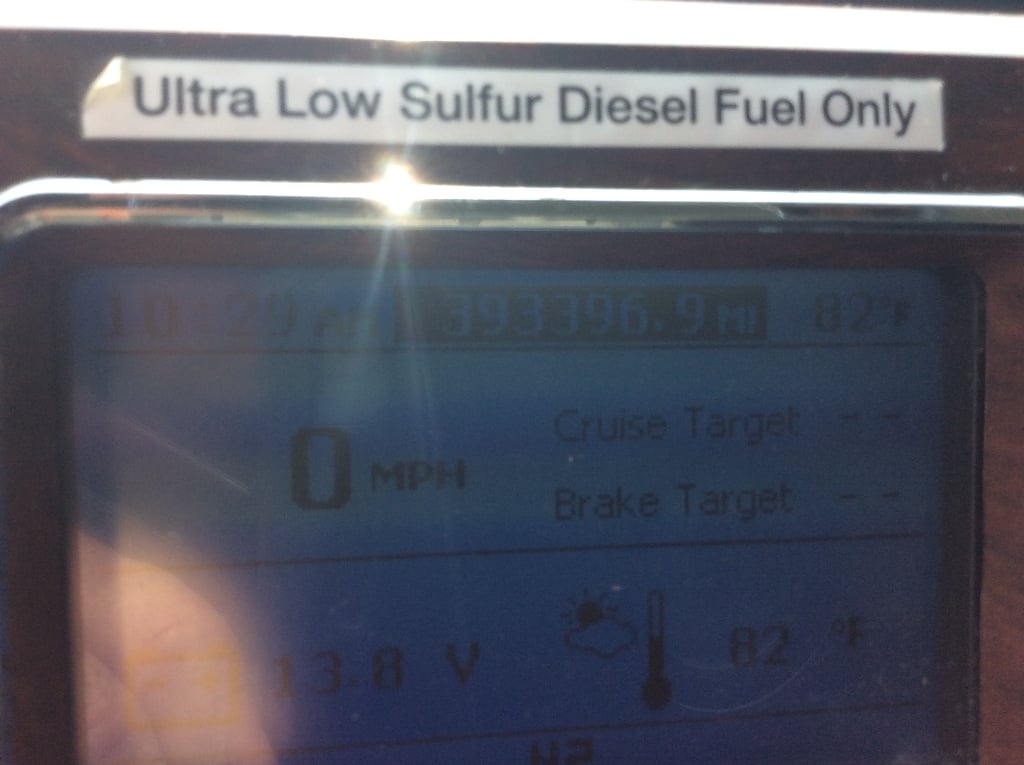 Ultra Low Sulfur Diesel Fuel Only
10:29 AM 393396.9 MI 82°F
Cruise Target - -
0 MPH
Brake Target - -
13.8 V 82 °F